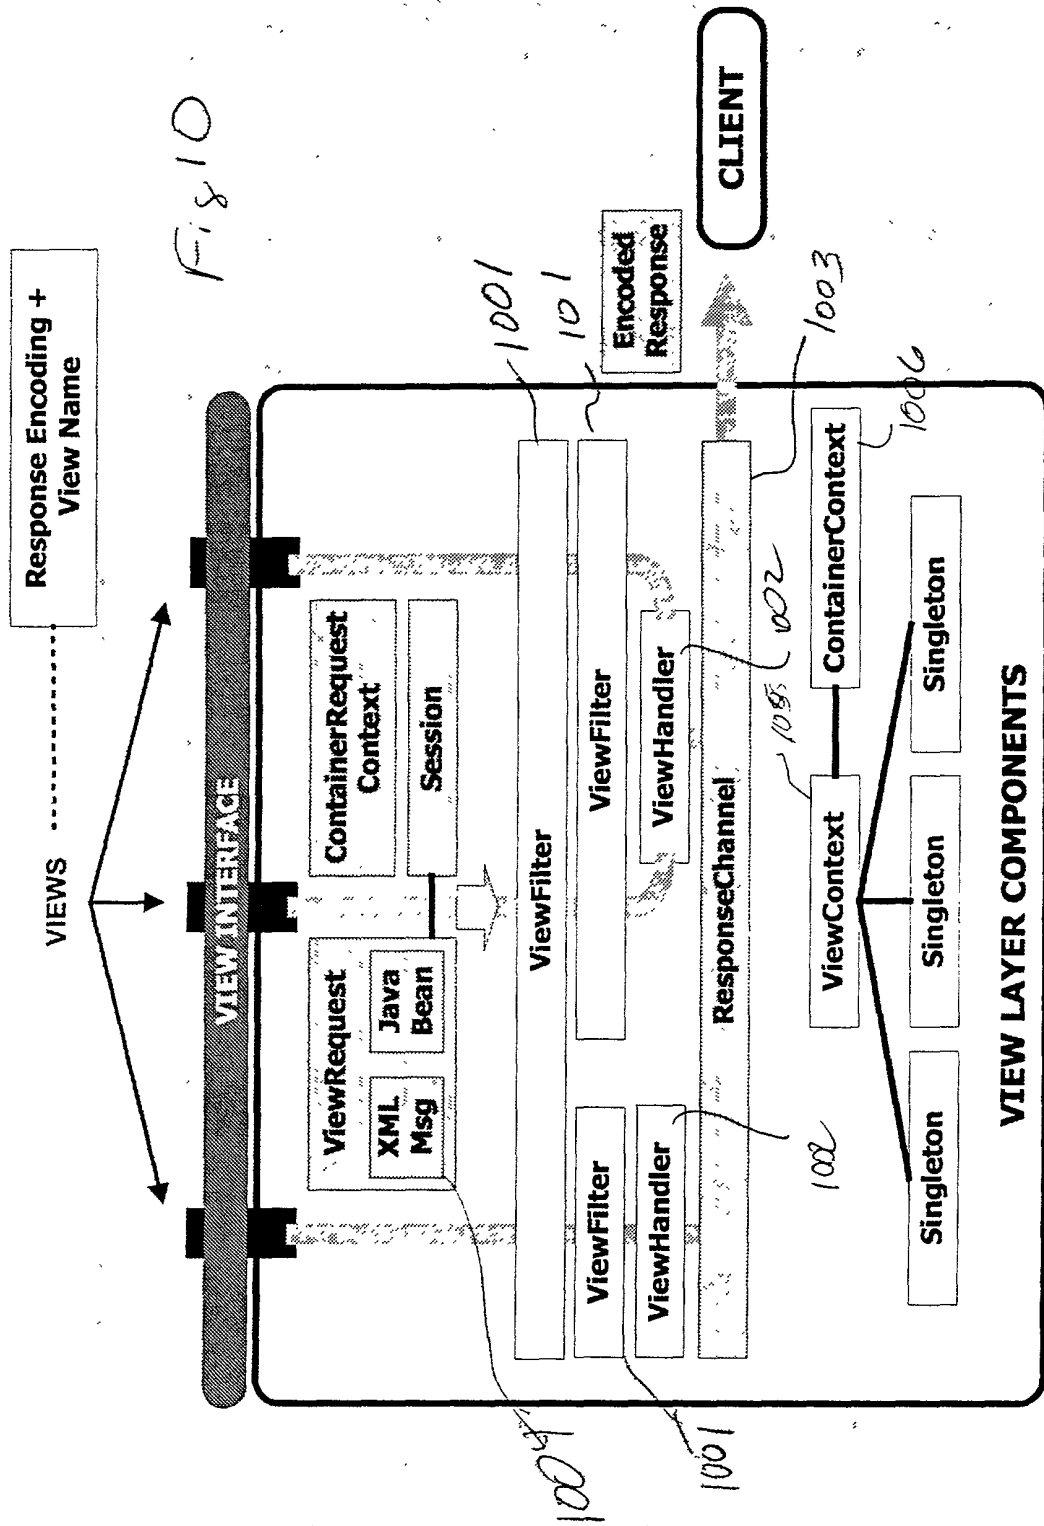 Response Encoding +
View Name
Fig 10
VIEWS
VIEW INTERFACE
ViewRequest
XML
Msg
Java
Bean
ContainerRequest
Context
Session
1001
ViewFilter
101
ViewFilter
ViewFilter
Encoded
Response
ViewHandler
ViewHandler
1004
1001
1002
1002
ResponseChannel
CLIENT
1003
ViewContext
ContainerContext
1006
Singleton
Singleton
Singleton
VIEW LAYER COMPONENTS